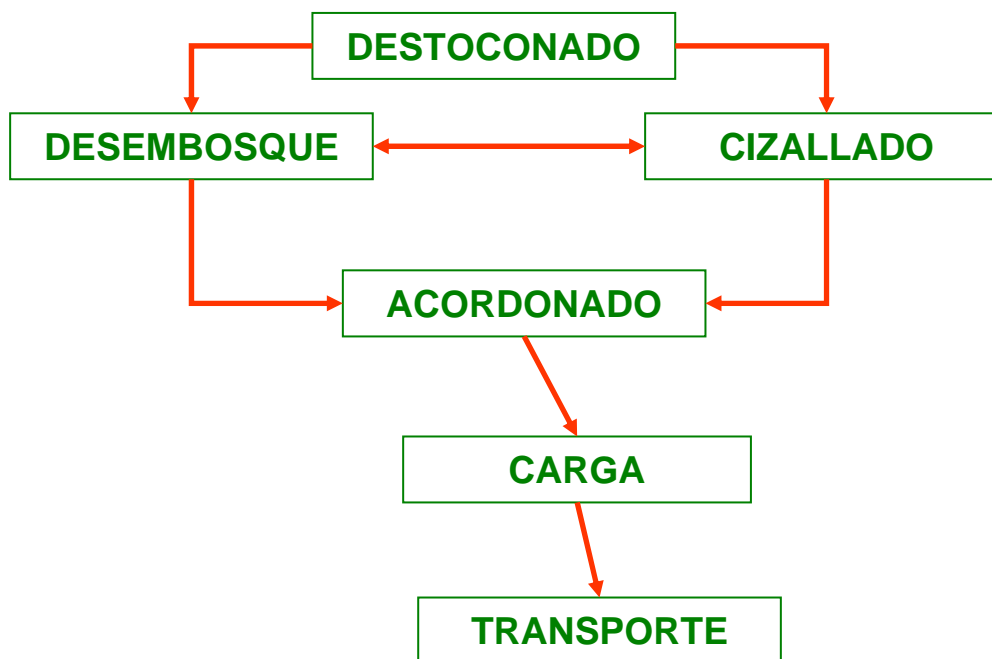 DESTOCONADO
DESEMBOSQUE
CIZALLADO
ACORDONADO
CARGA
TRANSPORTE